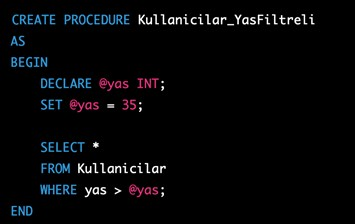 CREATE PROCEDURE Kullanicilar_YasFiltreli
AS
BEGIN
    DECLARE @yas INT;
    SET @yas = 35;

    SELECT *
    FROM Kullanicilar
    WHERE yas > @yas;
END